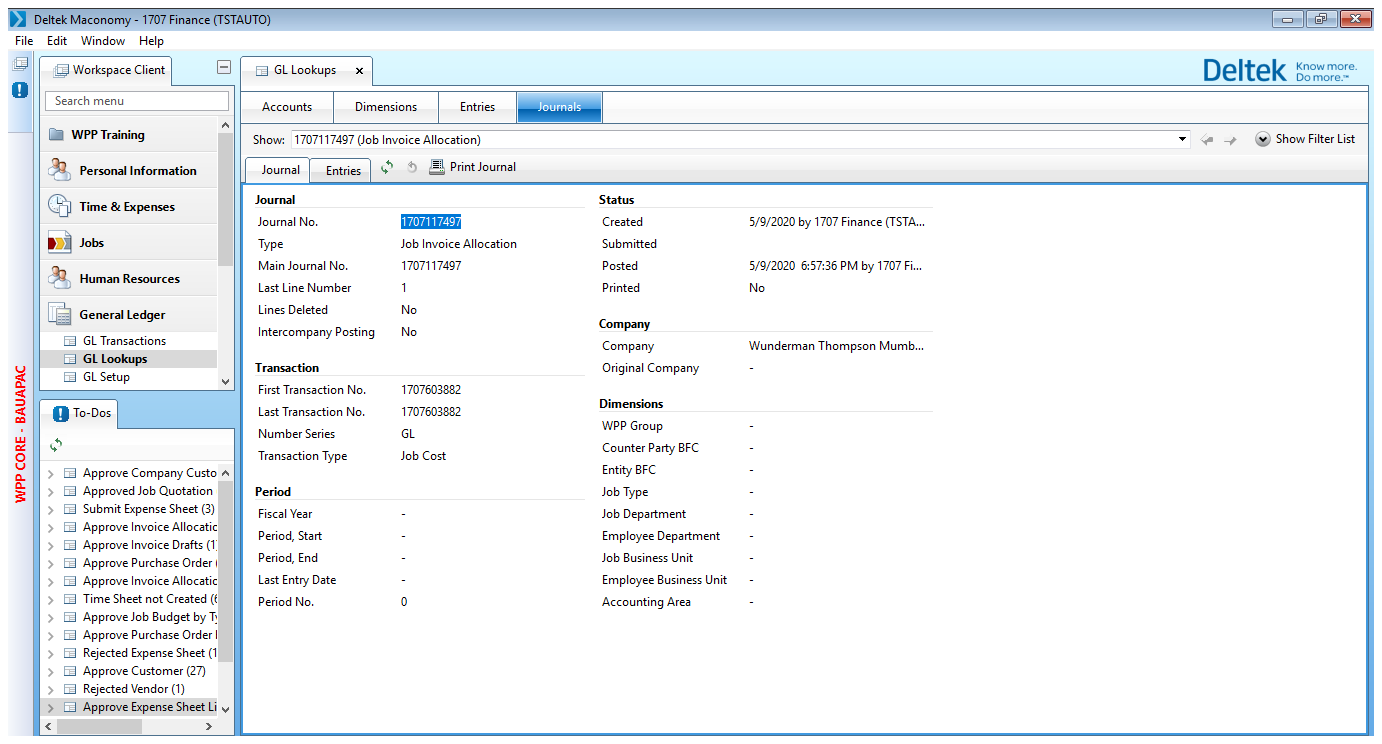 Deltek Maconomy - 1707 Finance (TSTAUTO)
File Edit Window Help
Workspace Client
Search menu
WPP Training
Personal Information
Time & Expenses
Jobs
Human Resources
General Ledger
GL Transactions
GL Lookups
GL Setup
WPP CORE - BAUAPAC
To-Dos
Approve Company Custo
Approved Job Quotation
Submit Expense Sheet (3)
Approve Invoice Allocatic
Approve Invoice Drafts (1
Approve Purchase Order (
Approve Invoice Allocatic
Time Sheet not Created (6
Approve Job Budget by Ty
Approve Purchase Order
Rejected Expense Sheet (1
Approve Customer (27)
Rejected Vendor (1)
Approve Expense Sheet Li
GL Lookups
Deltek Know more.
Do more.™
Accounts Dimensions Entries Journals
Show: 1707117497 (Job Invoice Allocation) Show Filter List
Journal Entries Print Journal
Journal
Journal No. 1707117497
Type Job Invoice Allocation
Main Journal No. 1707117497
Last Line Number 1
Lines Deleted No
Intercompany Posting No
Transaction
First Transaction No. 1707603882
Last Transaction No. 1707603882
Number Series GL
Transaction Type Job Cost
Period
Fiscal Year -
Period, Start -
Period, End -
Last Entry Date -
Period No. 0
Status
Created 5/9/2020 by 1707 Finance (TSTA...
Submitted
Posted 5/9/2020 6:57:36 PM by 1707 Fi...
Printed No
Company
Company Wunderman Thompson Mumb...
Original Company -
Dimensions
WPP Group -
Counter Party BFC -
Entity BFC -
Job Type -
Job Department -
Employee Department -
Job Business Unit -
Employee Business Unit -
Accounting Area -